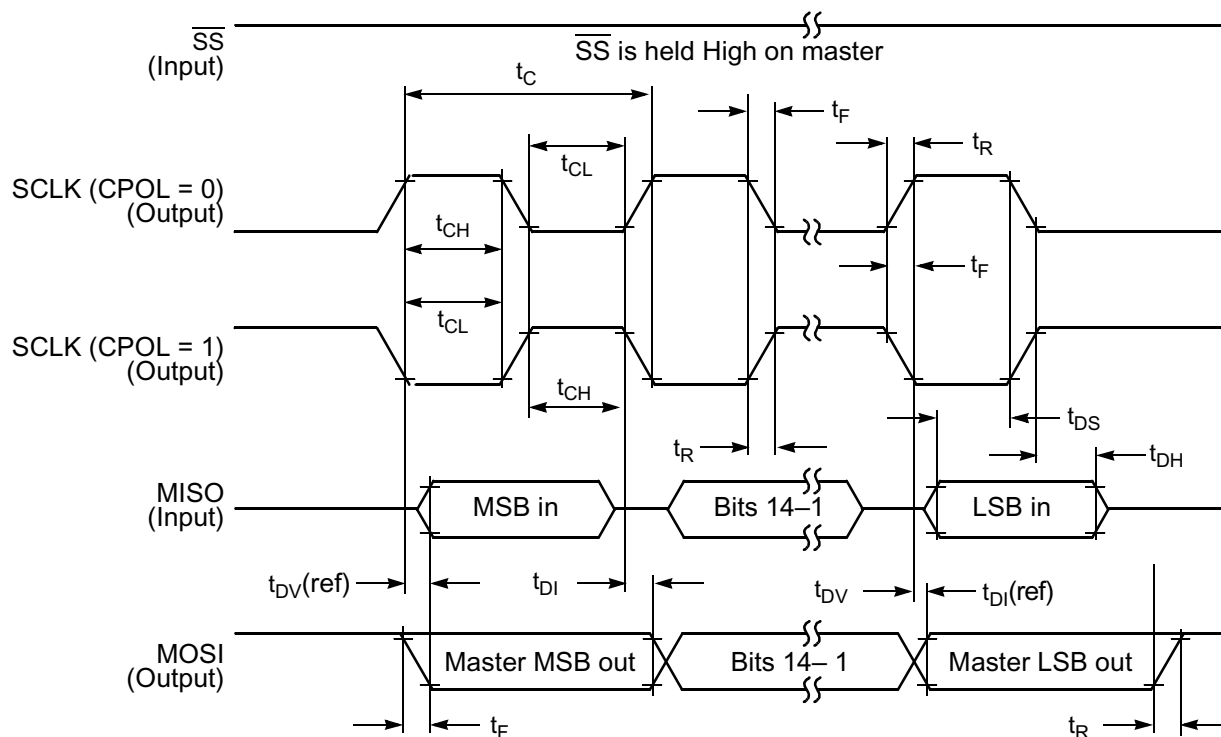 SS
(Input)
SS is held High on master
tC
tF
tCL
tR
SCLK (CPOL = 0)
(Output)
tCH
tF
tCL
SCLK (CPOL = 1)
(Output)
tCH
tDS
tR
tDH
MISO
(Input)
MSB in
Bits 14–1
LSB in
tDV(ref)
tDI
tDV
tDI(ref)
MOSI
(Output)
Master MSB out
Bits 14– 1
Master LSB out
tF
tR